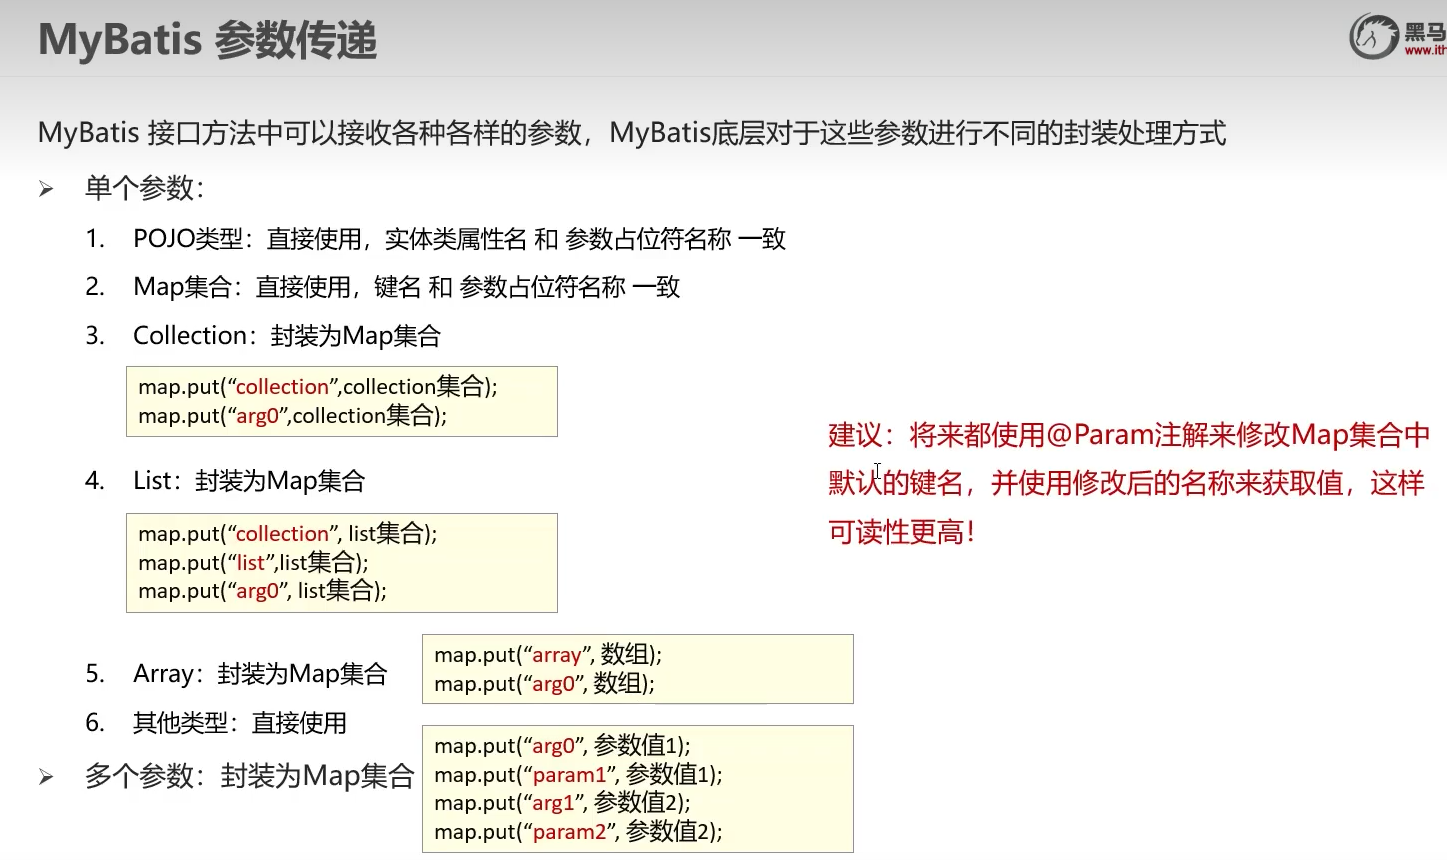 MyBatis 参数传递
黑马
www.ith
MyBatis 接口方法中可以接收各种各样的参数，MyBatis底层对于这些参数进行不同的封装处理方式
➢ 单个参数：
1. POJO类型：直接使用，实体类属性名 和 参数占位符名称 一致
2. Map集合：直接使用，键名 和 参数占位符名称 一致
3. Collection：封装为Map集合
map.put(“collection”,collection集合);
map.put(“arg0”,collection集合);
建议：将来都使用@Param注解来修改Map集合中
默认的键名，并使用修改后的名称来获取值，这样
可读性更高！
4. List：封装为Map集合
map.put(“collection”, list集合);
map.put(“list”,list集合);
map.put(“arg0”, list集合);
5. Array：封装为Map集合
map.put(“array”, 数组);
map.put(“arg0”, 数组);
6. 其他类型：直接使用
➢ 多个参数：封装为Map集合
map.put(“arg0”, 参数值1);
map.put(“param1”, 参数值1);
map.put(“arg1”, 参数值2);
map.put(“param2”, 参数值2);